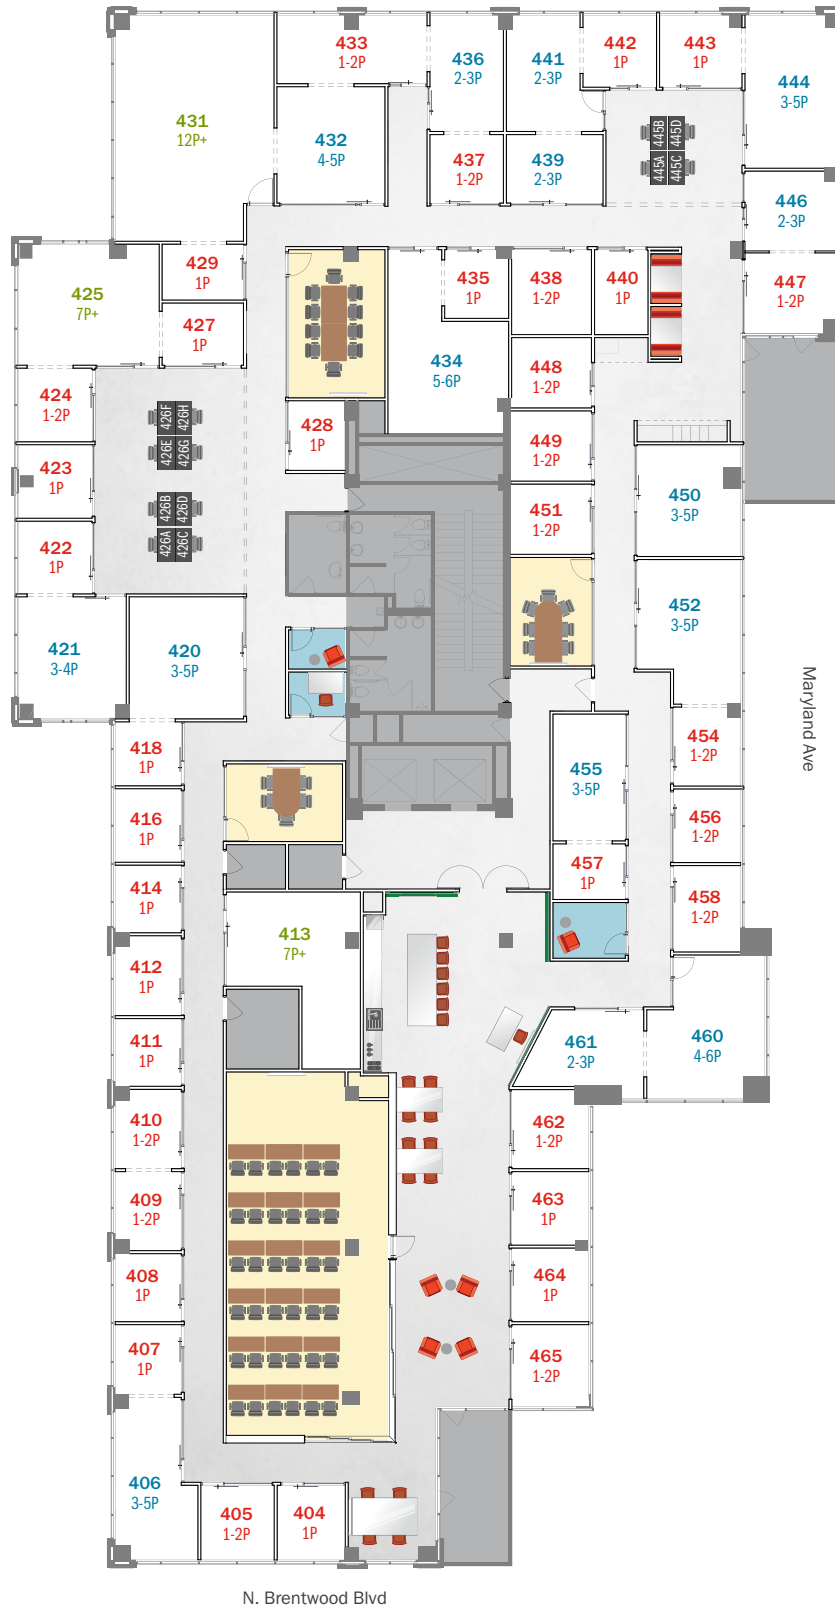 433
1-2P
436
2-3P
441
2-3P
442
1P
443
1P
444
3-5P
431
12P+
432
4-5P
445B
445D
445A
445C
437
1-2P
439
2-3P
446
2-3P
429
1P
435
1P
438
1-2P
440
1P
447
1-2P
425
7P+
427
1P
434
5-6P
448
1-2P
424
1-2P
426F
426H
426E
426G
428
1P
449
1-2P
423
1P
450
3-5P
426B
426D
426A
426C
451
1-2P
422
1P
452
3-5P
421
3-4P
420
3-5P
Maryland Ave
418
1P
454
1-2P
455
3-5P
416
1P
456
1-2P
457
1P
414
1P
458
1-2P
413
7P+
412
1P
411
1P
461
2-3P
460
4-6P
410
1-2P
462
1-2P
409
1-2P
463
1P
408
1P
464
1P
407
1P
465
1-2P
406
3-5P
405
1-2P
404
1P
N. Brentwood Blvd